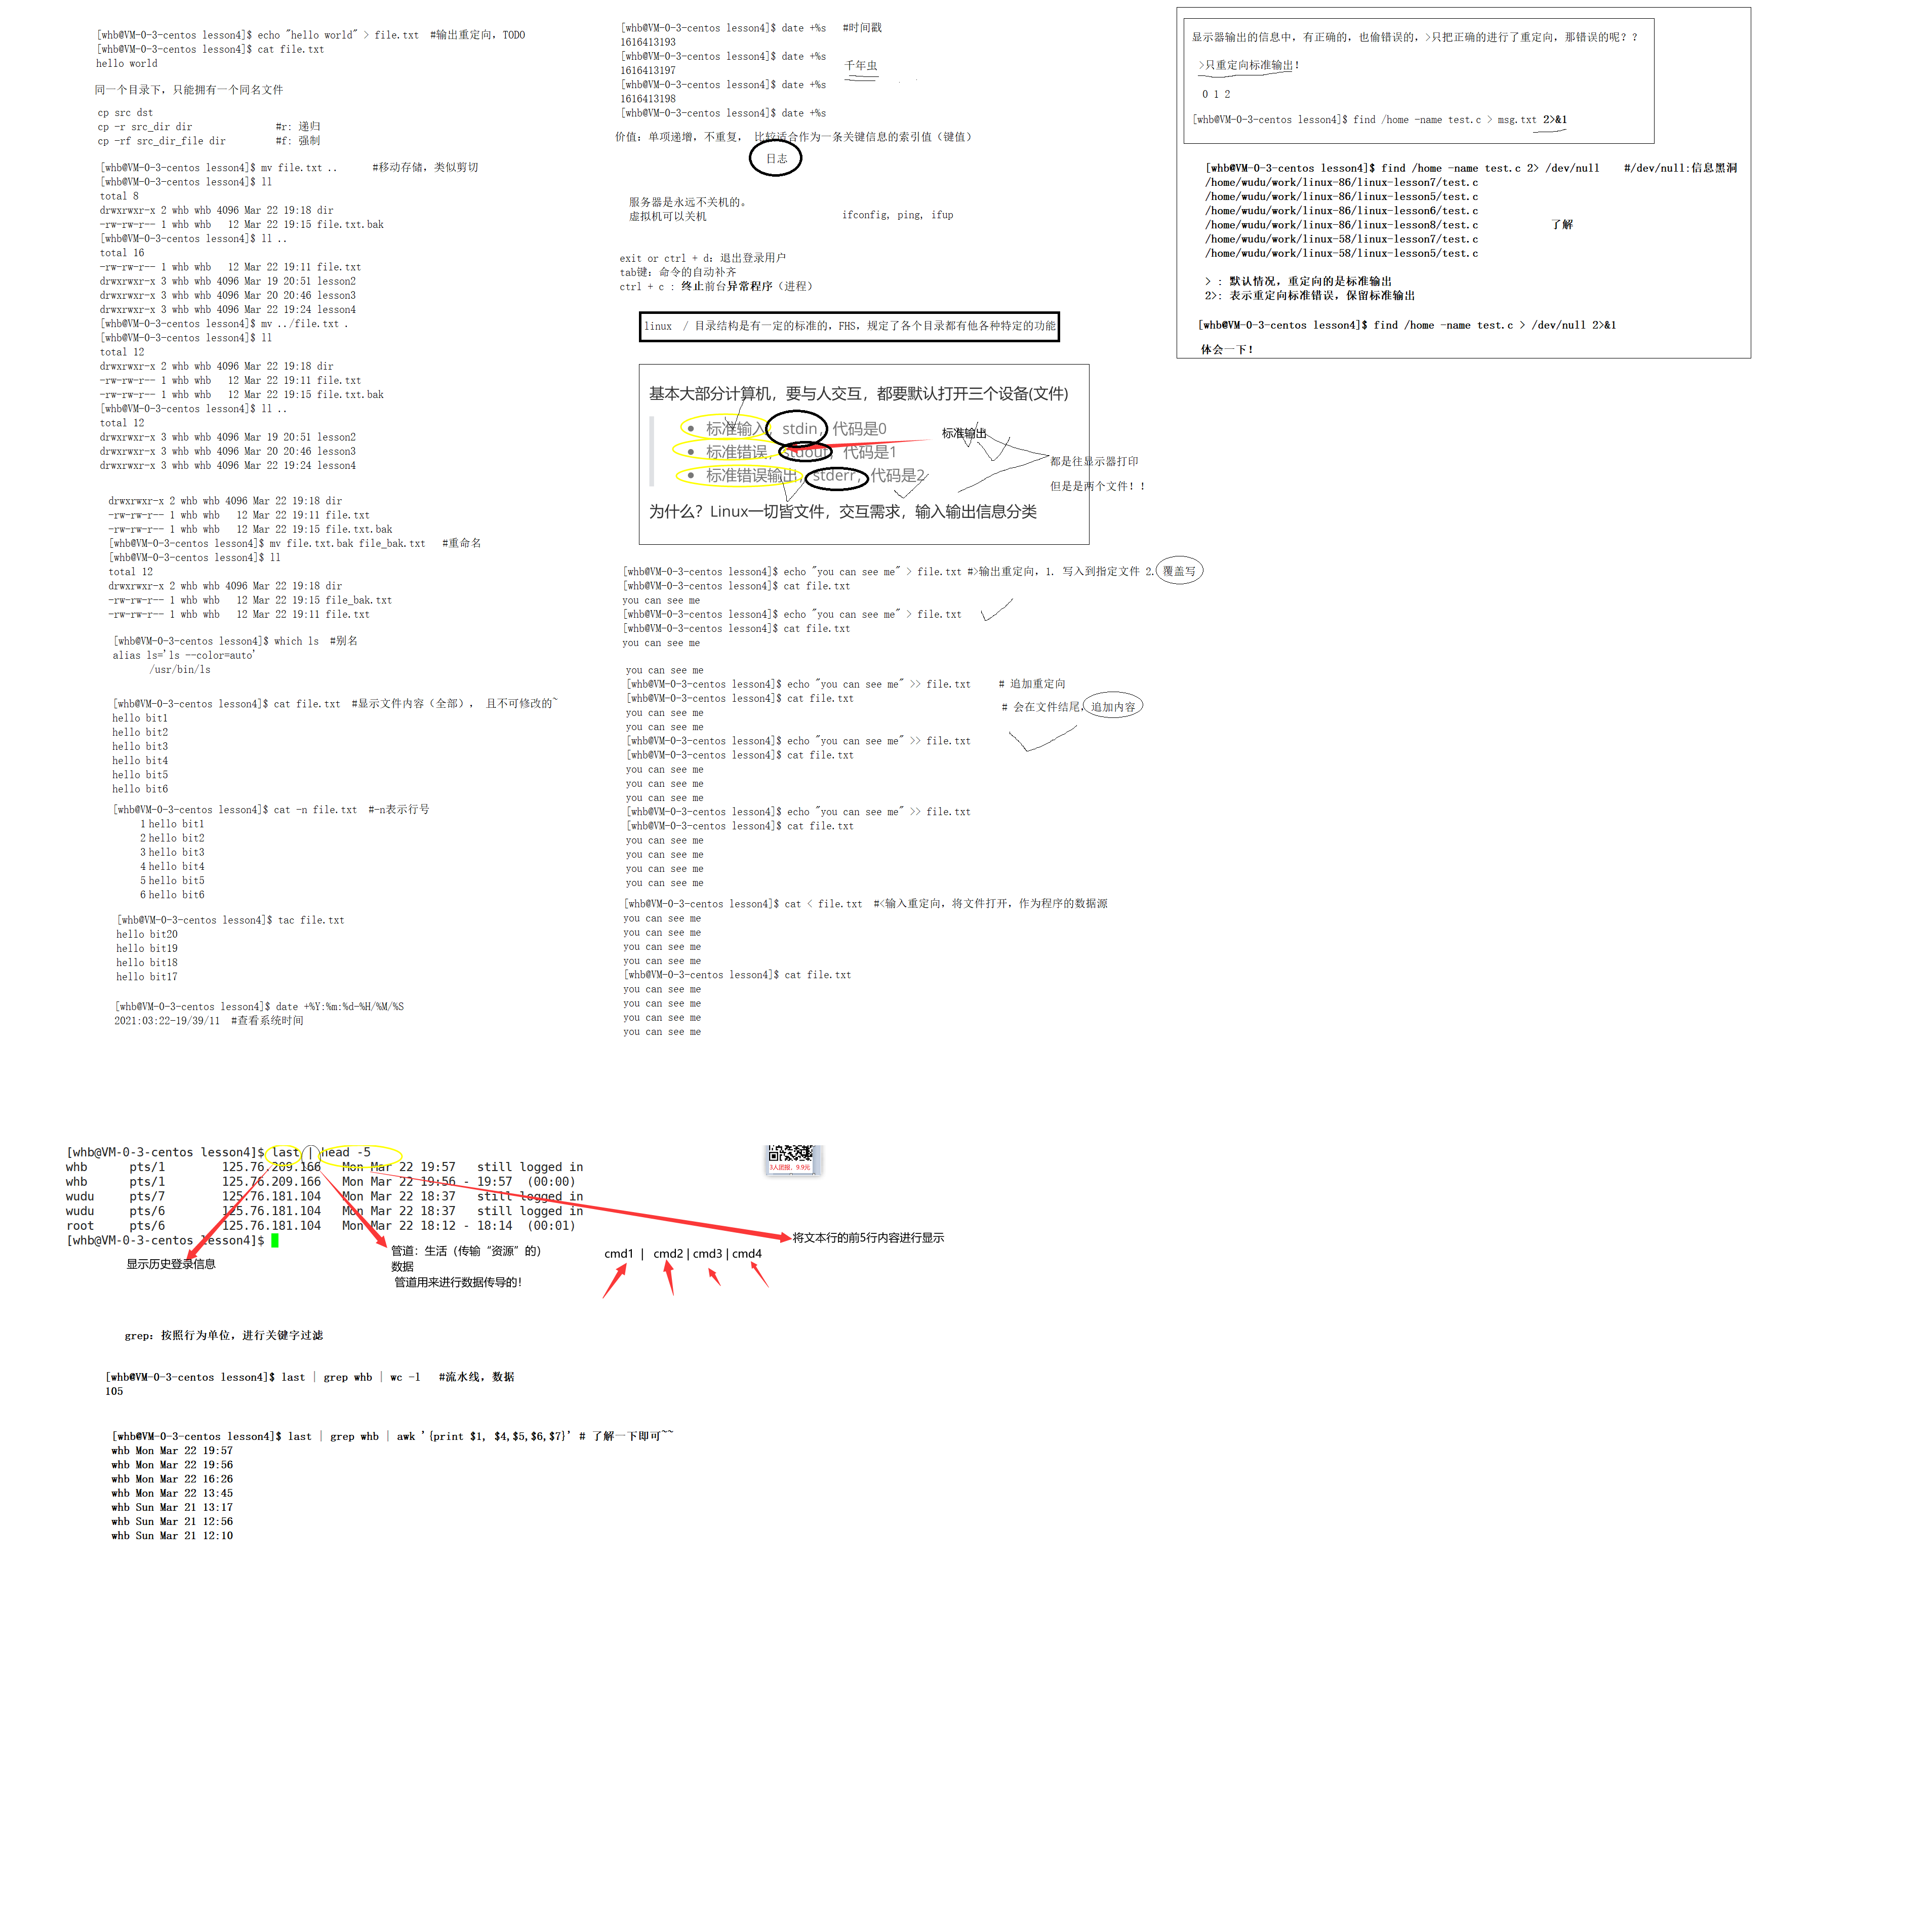 [whb@VM-0-3-centos lesson4]$ echo "hello world" > file.txt  #输出重定向，TODO
[whb@VM-0-3-centos lesson4]$ cat file.txt
hello world
同一个目录下，只能拥有一个同名文件
cp src dst
cp -r src_dir dir  #r: 递归
cp -rf src_dir_file dir  #f: 强制
[whb@VM-0-3-centos lesson4]$ mv file.txt ..  #移动存储，类似剪切
[whb@VM-0-3-centos lesson4]$ ll
total 8
drwxrwxr-x 2 whb whb 4096 Mar 22 19:18 dir
-rw-rw-r-- 1 whb whb   12 Mar 22 19:15 file.txt.bak
[whb@VM-0-3-centos lesson4]$ ll ..
total 16
-rw-rw-r-- 1 whb whb   12 Mar 22 19:11 file.txt
drwxrwxr-x 3 whb whb 4096 Mar 19 20:51 lesson2
drwxrwxr-x 3 whb whb 4096 Mar 20 20:46 lesson3
drwxrwxr-x 3 whb whb 4096 Mar 22 19:24 lesson4
[whb@VM-0-3-centos lesson4]$ mv ../file.txt .
[whb@VM-0-3-centos lesson4]$ ll
total 12
drwxrwxr-x 2 whb whb 4096 Mar 22 19:18 dir
-rw-rw-r-- 1 whb whb   12 Mar 22 19:11 file.txt
-rw-rw-r-- 1 whb whb   12 Mar 22 19:15 file.txt.bak
[whb@VM-0-3-centos lesson4]$ ll ..
total 12
drwxrwxr-x 3 whb whb 4096 Mar 19 20:51 lesson2
drwxrwxr-x 3 whb whb 4096 Mar 20 20:46 lesson3
drwxrwxr-x 3 whb whb 4096 Mar 22 19:24 lesson4
drwxrwxr-x 2 whb whb 4096 Mar 22 19:18 dir
-rw-rw-r-- 1 whb whb   12 Mar 22 19:11 file.txt
-rw-rw-r-- 1 whb whb   12 Mar 22 19:15 file.txt.bak
[whb@VM-0-3-centos lesson4]$ mv file.txt.bak file_bak.txt  #重命名
[whb@VM-0-3-centos lesson4]$ ll
total 12
drwxrwxr-x 2 whb whb 4096 Mar 22 19:18 dir
-rw-rw-r-- 1 whb whb   12 Mar 22 19:15 file_bak.txt
-rw-rw-r-- 1 whb whb   12 Mar 22 19:11 file.txt
[whb@VM-0-3-centos lesson4]$ which ls  #别名
alias ls='ls --color=auto'
/usr/bin/ls
[whb@VM-0-3-centos lesson4]$ cat file.txt  #显示文件内容（全部）， 且不可修改的~
hello bit1
hello bit2
hello bit3
hello bit4
hello bit5
hello bit6
[whb@VM-0-3-centos lesson4]$ cat -n file.txt  #-n表示行号
1 hello bit1
2 hello bit2
3 hello bit3
4 hello bit4
5 hello bit5
6 hello bit6
[whb@VM-0-3-centos lesson4]$ tac file.txt
hello bit20
hello bit19
hello bit18
hello bit17
[whb@VM-0-3-centos lesson4]$ date +%Y:%m:%d-%H/%M/%S
2021:03:22-19/39/11  #查看系统时间
[whb@VM-0-3-centos lesson4]$ date +%s  #时间戳
1616413193
[whb@VM-0-3-centos lesson4]$ date +%s
千年虫
1616413197
[whb@VM-0-3-centos lesson4]$ date +%s
1616413198
[whb@VM-0-3-centos lesson4]$ date +%s
价值：单项递增，不重复， 比较适合作为一条关键信息的索引值（键值）
日志
服务器是永远不关机的。
虚拟机可以关机
ifconfig, ping, ifup
exit or ctrl + d：退出登录用户
tab键：命令的自动补齐
ctrl + c : 终止前台异常程序（进程）
linux  / 目录结构是有一定的标准的，FHS，规定了各个目录都有他各种特定的功能
基本大部分计算机，要与人交互，都要默认打开三个设备(文件)
• 标准输入，stdin，代码是0
标准输出
• 标准错误，stdout，代码是1
• 标准错误输出，stderr，代码是2
都是往显示器打印
但是是两个文件！！
为什么？Linux一切皆文件，交互需求，输入输出信息分类
[whb@VM-0-3-centos lesson4]$ echo "you can see me" > file.txt #>输出重定向，1. 写入到指定文件 2. 覆盖写
[whb@VM-0-3-centos lesson4]$ cat file.txt
you can see me
[whb@VM-0-3-centos lesson4]$ echo "you can see me" > file.txt
[whb@VM-0-3-centos lesson4]$ cat file.txt
you can see me
you can see me
[whb@VM-0-3-centos lesson4]$ echo "you can see me" >> file.txt  # 追加重定向
[whb@VM-0-3-centos lesson4]$ cat file.txt
# 会在文件结尾，追加内容
you can see me
you can see me
[whb@VM-0-3-centos lesson4]$ echo "you can see me" >> file.txt
[whb@VM-0-3-centos lesson4]$ cat file.txt
you can see me
you can see me
you can see me
[whb@VM-0-3-centos lesson4]$ echo "you can see me" >> file.txt
[whb@VM-0-3-centos lesson4]$ cat file.txt
you can see me
you can see me
you can see me
you can see me
[whb@VM-0-3-centos lesson4]$ cat < file.txt  #<输入重定向，将文件打开，作为程序的数据源
you can see me
you can see me
you can see me
you can see me
[whb@VM-0-3-centos lesson4]$ cat file.txt
you can see me
you can see me
you can see me
you can see me
显示器输出的信息中，有正确的，也偷错误的，>只把正确的进行了重定向，那错误的呢？？
>只重定向标准输出！
0 1 2
[whb@VM-0-3-centos lesson4]$ find /home -name test.c > msg.txt 2>&1
[whb@VM-0-3-centos lesson4]$ find /home -name test.c 2> /dev/null  #/dev/null:信息黑洞
/home/wudu/work/linux-86/linux-lesson7/test.c
/home/wudu/work/linux-86/linux-lesson5/test.c
/home/wudu/work/linux-86/linux-lesson6/test.c
/home/wudu/work/linux-86/linux-lesson8/test.c
了解
/home/wudu/work/linux-58/linux-lesson7/test.c
/home/wudu/work/linux-58/linux-lesson5/test.c
> : 默认情况，重定向的是标准输出
2>: 表示重定向标准错误，保留标准输出
[whb@VM-0-3-centos lesson4]$ find /home -name test.c > /dev/null 2>&1
体会一下！
[whb@VM-0-3-centos lesson4]$ last | head -5
whb      pts/1        125.76.209.166   Mon Mar 22 19:57   still logged in
whb      pts/1        125.76.209.166   Mon Mar 22 19:56 - 19:57  (00:00)
wudu     pts/7        125.76.181.104   Mon Mar 22 18:37   still logged in
wudu     pts/6        125.76.181.104   Mon Mar 22 18:37   still logged in
root     pts/6        125.76.181.104   Mon Mar 22 18:12 - 18:14  (00:01)
[whb@VM-0-3-centos lesson4]$
3人团报，9.9元
显示历史登录信息
管道：生活（传输“资源”的）
数据
管道用来进行数据传导的！
cmd1 | cmd2 | cmd3 | cmd4
将文本行的前5行内容进行显示
grep：按照行为单位，进行关键字过滤
[whb@VM-0-3-centos lesson4]$ last | grep whb | wc -l  #流水线，数据
105
[whb@VM-0-3-centos lesson4]$ last | grep whb | awk '{print $1, $4,$5,$6,$7}' # 了解一下即可~~
whb Mon Mar 22 19:57
whb Mon Mar 22 19:56
whb Mon Mar 22 16:26
whb Mon Mar 22 13:45
whb Sun Mar 21 13:17
whb Sun Mar 21 12:56
whb Sun Mar 21 12:10